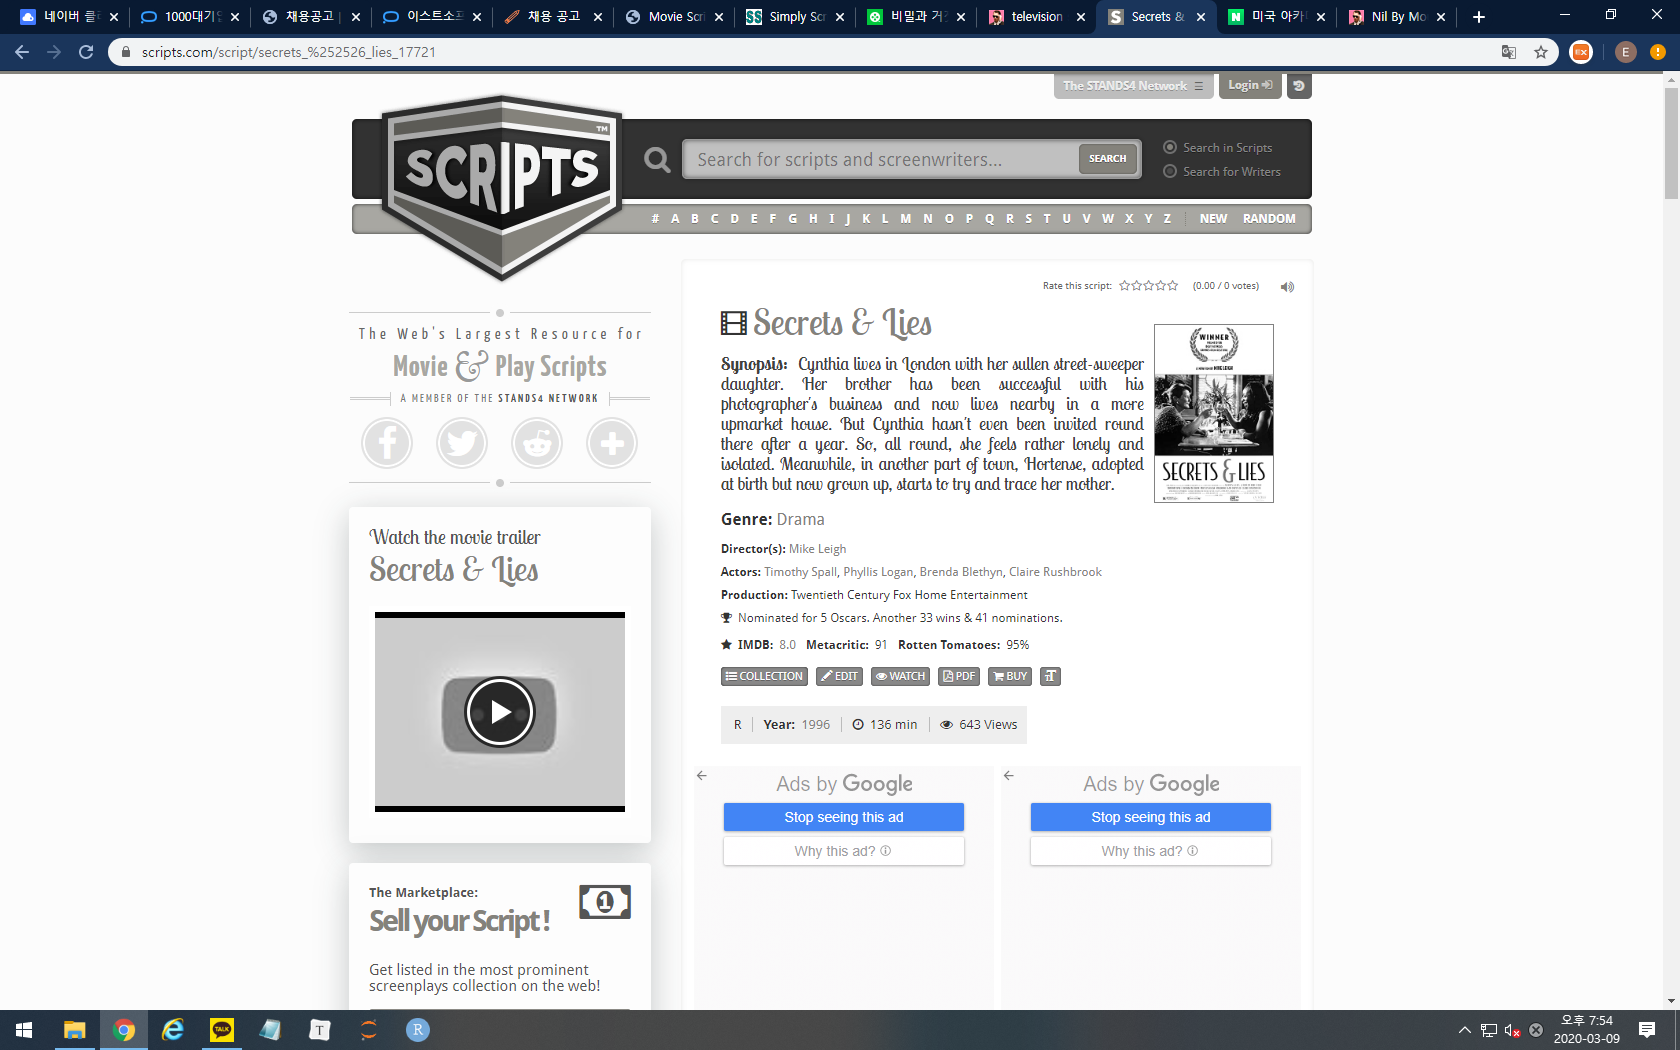 네이버 클
1000대기업
채용공고 |
이스트소프
채용 공고
Movie Scri
Simply Scr
비밀과 거짓
television
Secrets &
미국 아카데
Nil By Mo
scripts.com/script/secrets_%252526_lies_17721
E
The STANDS4 Network
Login
SCRIPTS
TM
Search for scripts and screenwriters...
SEARCH
Search in Scripts
Search for Writers
# A B C D E F G H I J K L M N O P Q R S T U V W X Y Z NEW RANDOM
The Web's Largest Resource for
Movie & Play Scripts
A MEMBER OF THE STANDS4 NETWORK
Watch the movie trailer
Secrets & Lies
The Marketplace:
Sell your Script !
Get listed in the most prominent
screenplays collection on the web!
Rate this script:
(0.00 / 0 votes)
Secrets & Lies
Synopsis: Cynthia lives in London with her sullen street-sweeper
daughter. Her brother has been successful with his
photographer's business and now lives nearby in a more
upmarket house. But Cynthia hasn't even been invited round
there after a year. So, all round, she feels rather lonely and
isolated. Meanwhile, in another part of town, Hortense, adopted
at birth but now grown up, starts to try and trace her mother.
WINNER
SECRETS & LIES
Genre: Drama
Director(s): Mike Leigh
Actors: Timothy Spall, Phyllis Logan, Brenda Blethyn, Claire Rushbrook
Production: Twentieth Century Fox Home Entertainment
Nominated for 5 Oscars. Another 33 wins & 41 nominations.
IMDB: 8.0 Metacritic: 91 Rotten Tomatoes: 95%
COLLECTION EDIT WATCH PDF BUY
R Year: 1996 136 min 643 Views
Ads by Google
Stop seeing this ad
Why this ad?
Ads by Google
Stop seeing this ad
Why this ad?
TALK
T
R
오후 7:54
2020-03-09